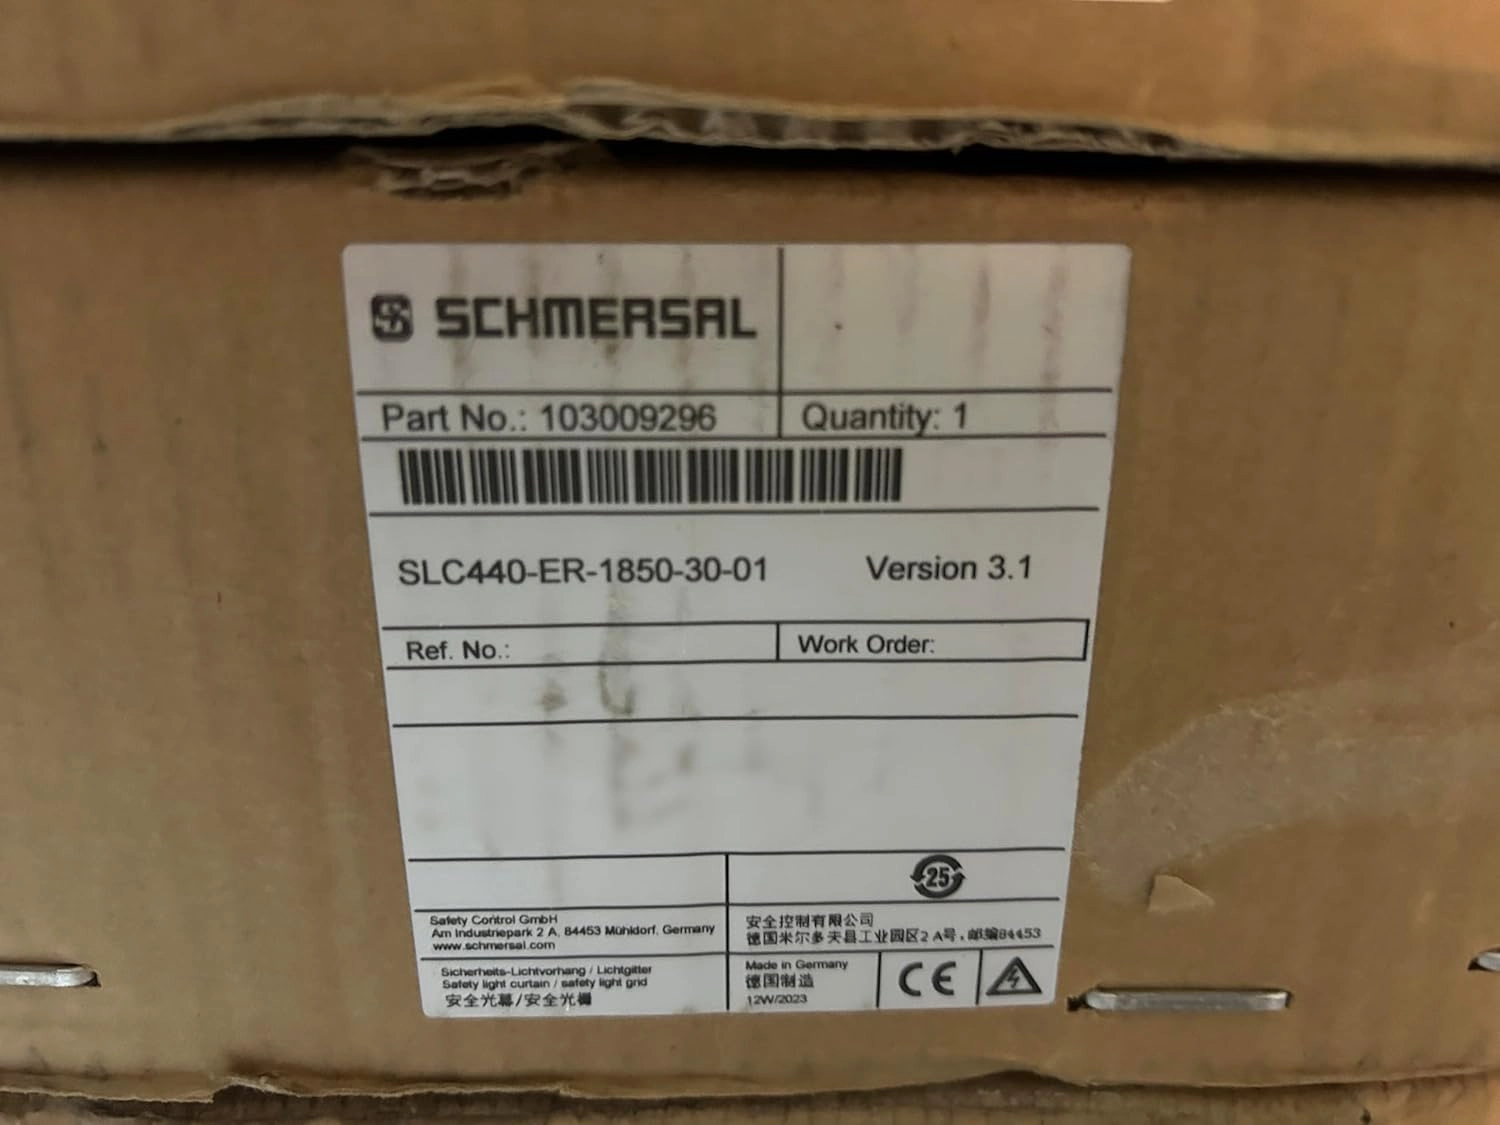 SCHMERSAL
Part No.: 103009296
Quantity: 1
SLC440-ER-1850-30-01
Version 3.1
Ref. No.:
Work Order:
25
Safety Control GmbH
Am Industriepark 2 A, 84453 Mühldorf, Germany
www.schmersal.com
安全控制有限公司
德国米尔多夫县工业园区2 A号，邮编84453
Sicherheits-Lichtvorhang / Lichtgitter
Safety light curtain / safety light grid
安全光幕/安全光栅
Made in Germany
德国制造
12W/2023
CE